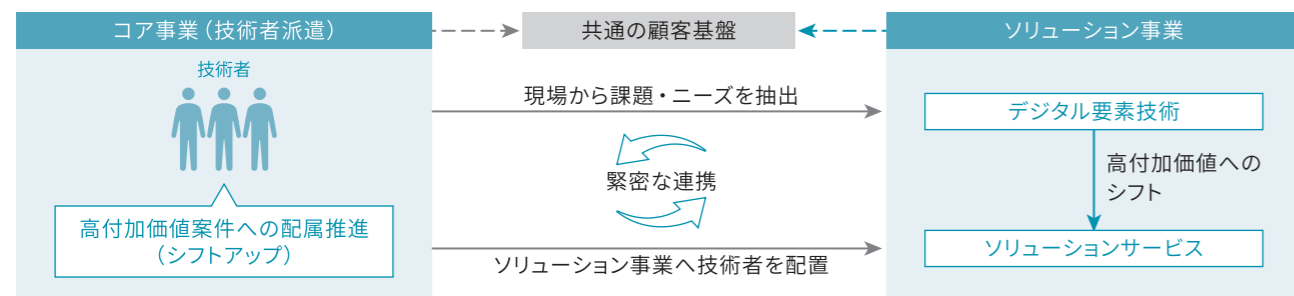 コア事業（技術者派遣）
共通の顧客基盤
ソリューション事業
技術者
高付加価値案件への配属推進
（シフトアップ）
現場から課題・ニーズを抽出
緊密な連携
ソリューション事業へ技術者を配置
デジタル要素技術
高付加価値への
シフト
ソリューションサービス